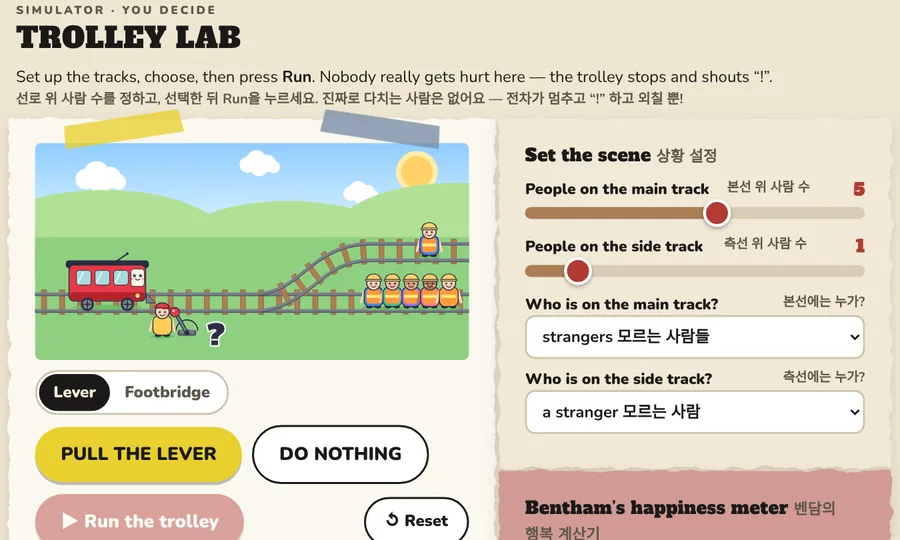 SIMULATOR · YOU DECIDE
TROLLEY LAB
Set up the tracks, choose, then press Run. Nobody really gets hurt here — the trolley stops and shouts “!”.
선로 위 사람 수를 정하고, 선택한 뒤 Run을 누르세요. 진짜로 다치는 사람은 없어요 — 전차가 멈추고 “!” 하고 외칠 뿐!
?
Lever
Footbridge
PULL THE LEVER
DO NOTHING
▶ Run the trolley
↺ Reset
Set the scene 상황 설정
People on the main track 본선 위 사람 수 5
People on the side track 측선 위 사람 수 1
Who is on the main track? 본선에는 누가?
strangers 모르는 사람들
Who is on the side track? 측선에는 누가?
a stranger 모르는 사람
Bentham's happiness meter 벤담의
행복 계산기